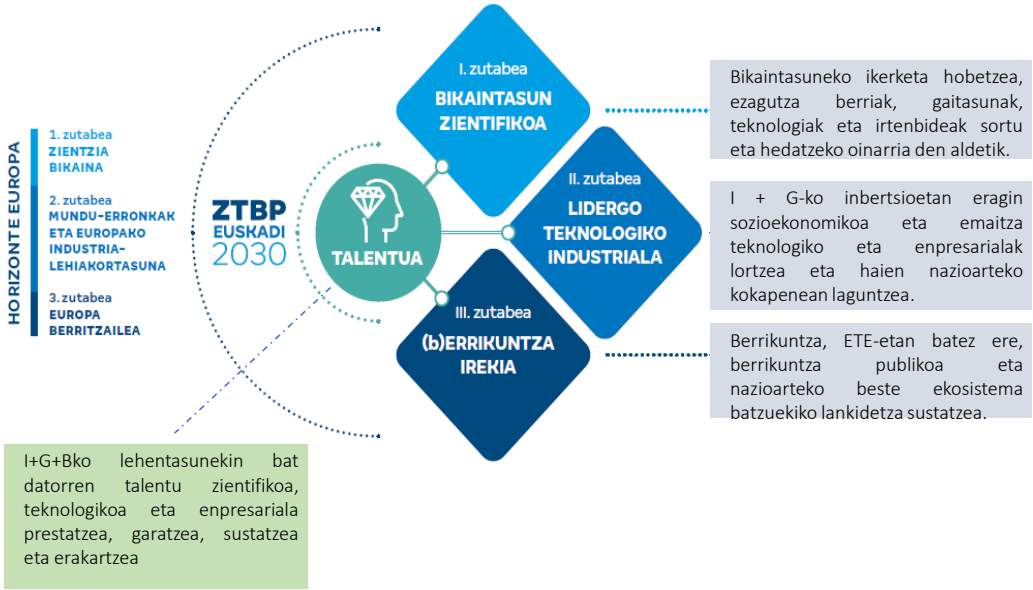 HORIZONTE EUROPA
1. zutabea
ZIENTZIA
BIKAINA
2. zutabea
MUNDU-ERRONKAK
ETA EUROPAKO
INDUSTRIA-
LEHIAKORTASUNA
3. zutabea
EUROPA
BERRITZAILEA
ZTBP
EUSKADI
2030
TALENTUA
I. zutabea
BIKAINTASUN
ZIENTIFIKOA
II. zutabea
LIDERGO
TEKNOLOGIKO
INDUSTRIALA
III. zutabea
(b)ERRIKUNTZA
IREKIA
Bikaintasuneko ikerketa hobetzea,
ezagutza berriak, gaitasunak,
teknologiak eta irtenbideak sortu
eta hedatzeko oinarria den aldetik.
I + G-ko inbertsioetan eragin
sozioekonomikoa eta emaitza
teknologiko eta enpresarialak
lortzea eta haien nazioarteko
kokapenean laguntzea.
Berrikuntza, ETE-etan batez ere,
berrikuntza publikoa eta
nazioarteko beste ekosistema
batzuekiko lankidetza sustatzea.
I+G+Bko lehentasunekin bat
datorren talentu zientifikoa,
teknologikoa eta enpresariala
prestatzea, garatzea, sustatzea
eta erakartzea